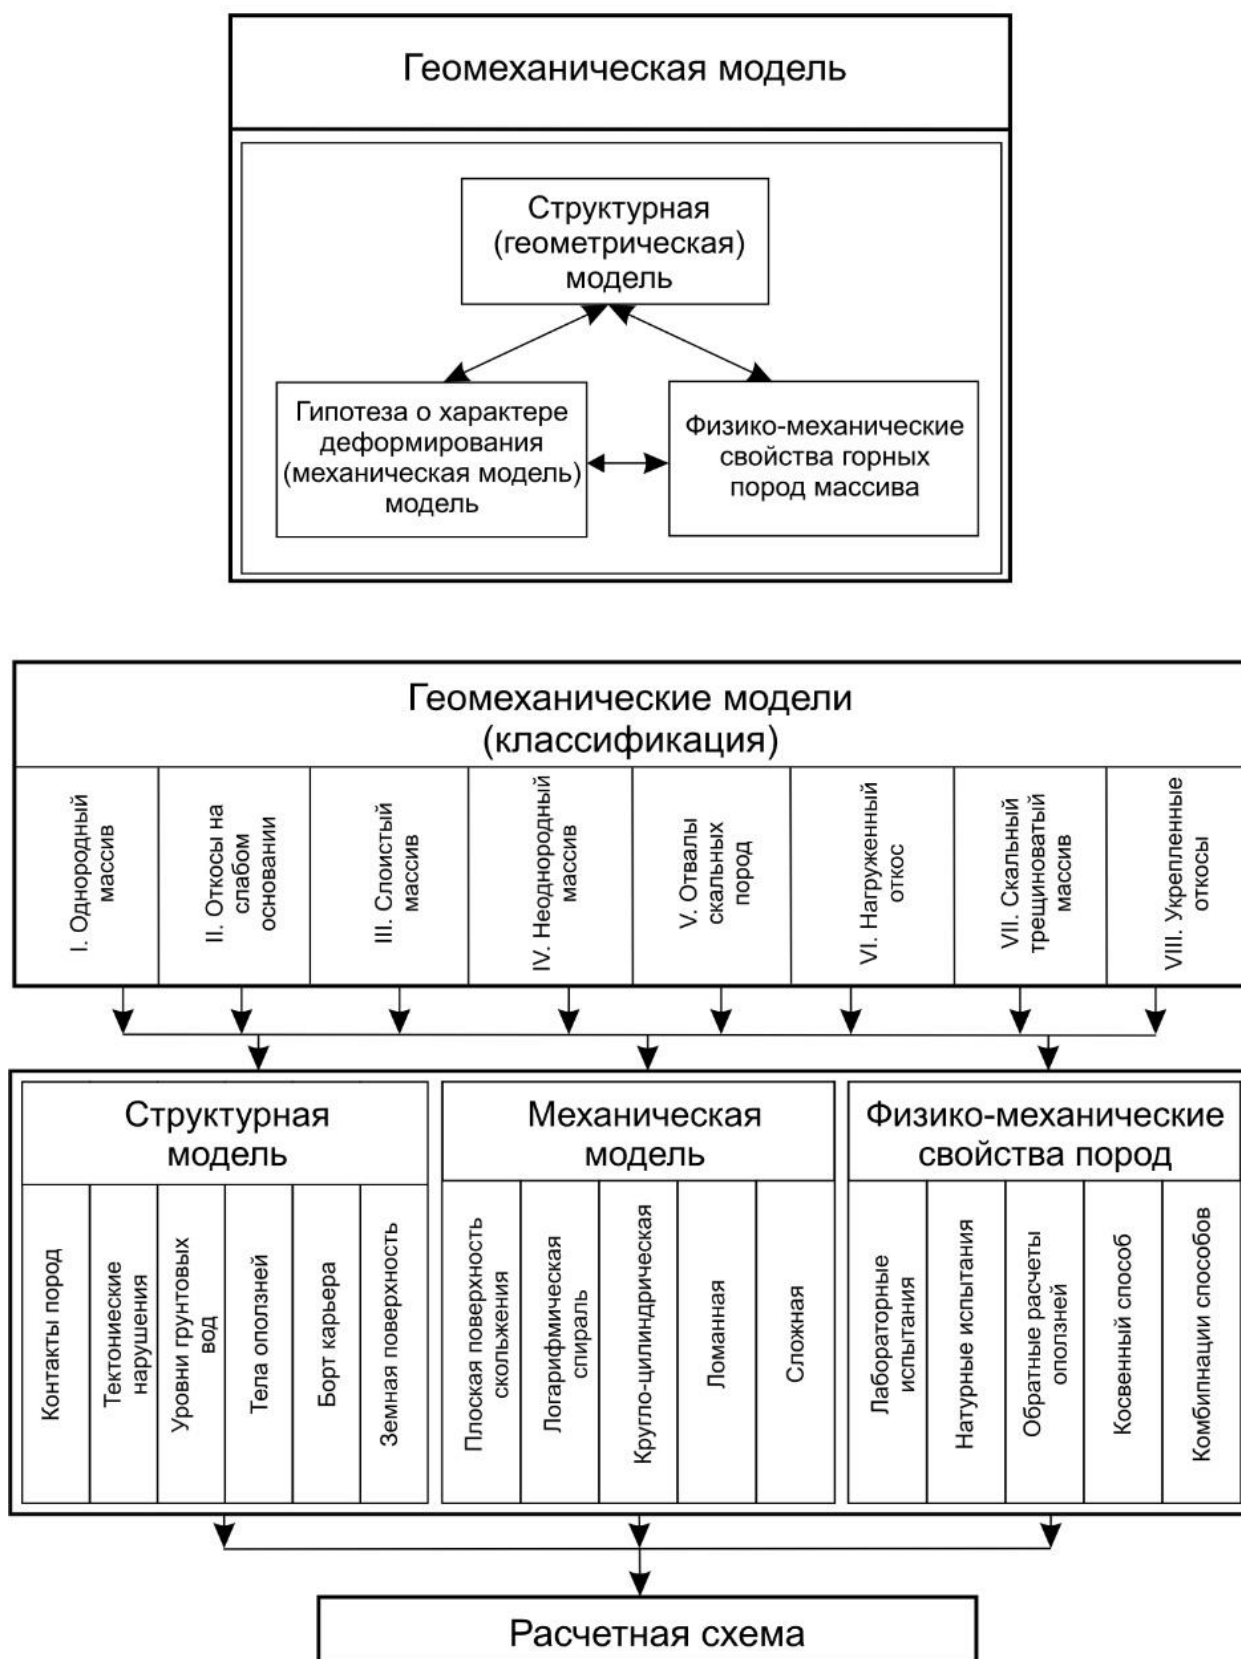 Геомеханическая модель
Структурная
(геометрическая)
модель
Гипотеза о характере
деформирования
(механическая модель)
модель
Физико-механические
свойства горных
пород массива
Геомеханические модели
(классификация)
I. Однородный
массив
II. Откосы на
слабом
основании
III. Слоистый
массив
IV. Неоднородный
массив
V. Отвалы
скальных
пород
VI. Нагруженный
откос
VII. Скальный
трещиноватый
массив
VIII. Укрепленные
откосы
Структурная
модель
Контакты пород
Тектониеские
нарушения
Уровни грунтовых
вод
Тела оползней
Борт карьера
Земная поверхность
Механическая
модель
Плоская поверхность
скольжения
Логарифмическая
спираль
Кругло-цилиндрическая
Ломанная
Сложная
Физико-механические
свойства пород
Лабораторные
испытания
Натурные испытания
Обратные расчеты
оползней
Косвенный способ
Комбипнации способов
Расчетная схема